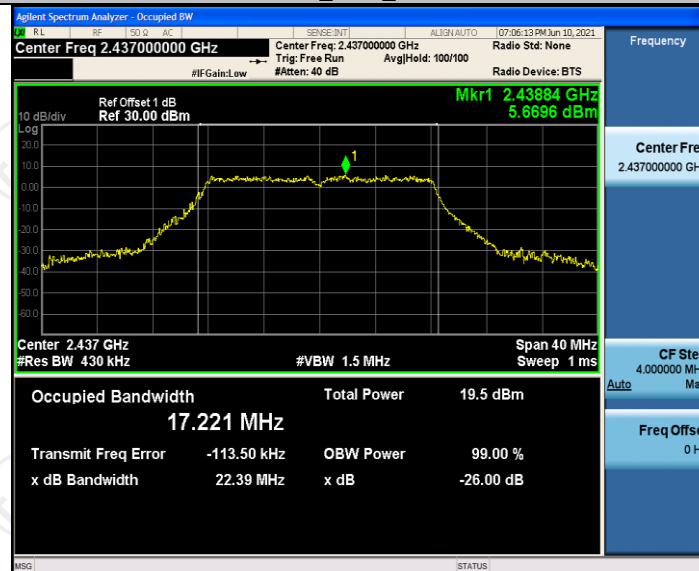 Agilent Spectrum Analyzer - Occupied BW
RL RF 50 Ω AC SENSE:INT ALIGN AUTO 07:06:13 PM Jun 10, 2021
Center Freq 2.437000000 GHz
Center Freq: 2.437000000 GHz Radio Std: None
Trig: Free Run Avg|Hold: 100/100
#IFGain:Low #Atten: 40 dB Radio Device: BTS
Frequency
Mkr1 2.43884 GHz
5.6696 dBm
Ref Offset 1 dB
10 dB/div Ref 30.00 dBm
Log
20.0
10.0
0.00
-10.0
-20.0
-30.0
-40.0
-50.0
-60.0
1
Center 2.437 GHz Span 40 MHz
#Res BW 430 kHz #VBW 1.5 MHz Sweep 1 ms
Occupied Bandwidth Total Power 19.5 dBm
17.221 MHz
Transmit Freq Error -113.50 kHz OBW Power 99.00 %
x dB Bandwidth 22.39 MHz x dB -26.00 dB
Center Fre
2.437000000 GH
CF Ste
4.000000 MH
Auto Ma
Freq Offse
0 H
MSG STATUS